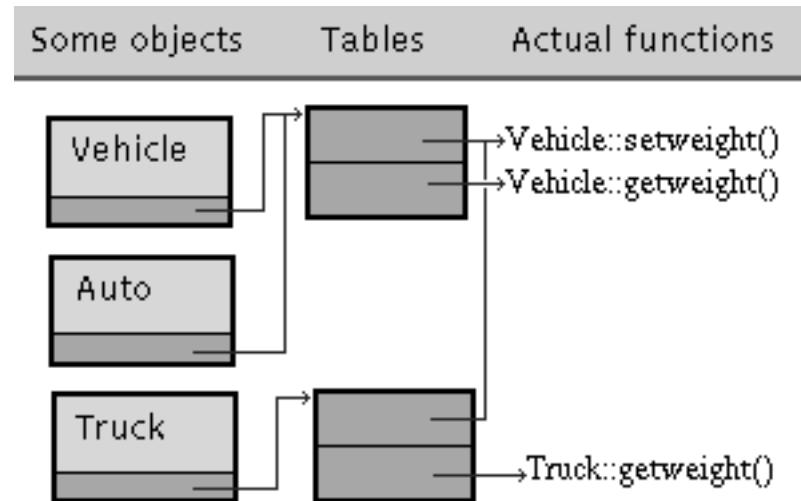 Some objects Tables Actual functions
Vehicle
Vehicle::setweight()
Vehicle::getweight()
Auto
Truck
Truck::getweight()